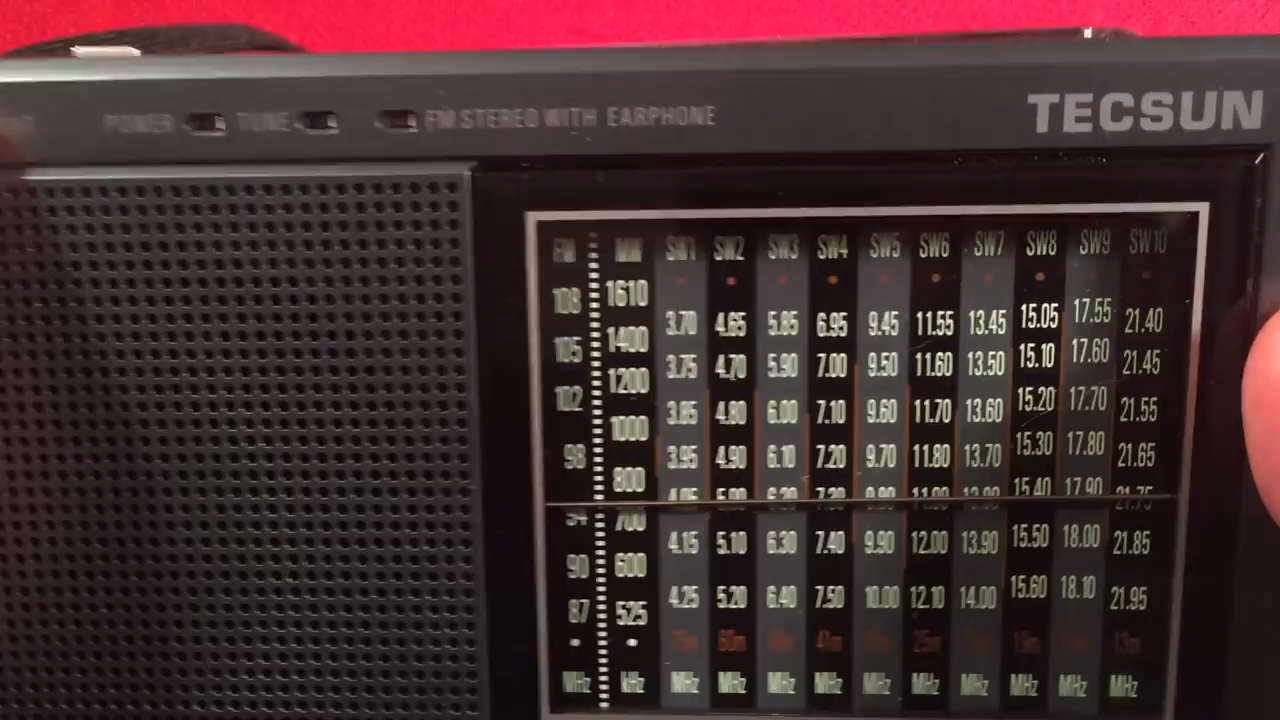 POWER TUNE FM STEREO WITH EARPHONE
TECSUN
FM MW SW1 SW2 SW3 SW4 SW5 SW6 SW7 SW8 SW9 SW10
108 1610 3.70 4.65 5.85 6.95 9.45 11.55 13.45 15.05 17.55 21.40
105 1400 3.75 4.70 5.90 7.00 9.50 11.60 13.50 15.10 17.60 21.45
102 1200 3.85 4.80 6.00 7.10 9.60 11.70 13.60 15.20 17.70 21.55
1000
98 800 3.95 4.90 6.10 7.20 9.70 11.80 13.70 15.30 17.80 21.65
15.40 17.90 21.75
94 700
4.15 5.10 6.30 7.40 9.90 12.00 13.90 15.50 18.00 21.85
90 600
87 525 4.25 5.20 6.40 7.50 10.00 12.10 14.00 15.60 18.10 21.95
75m 60m 41m 25m 19m 13m
MHz kHz MHz MHz MHz MHz MHz MHz MHz MHz MHz MHz